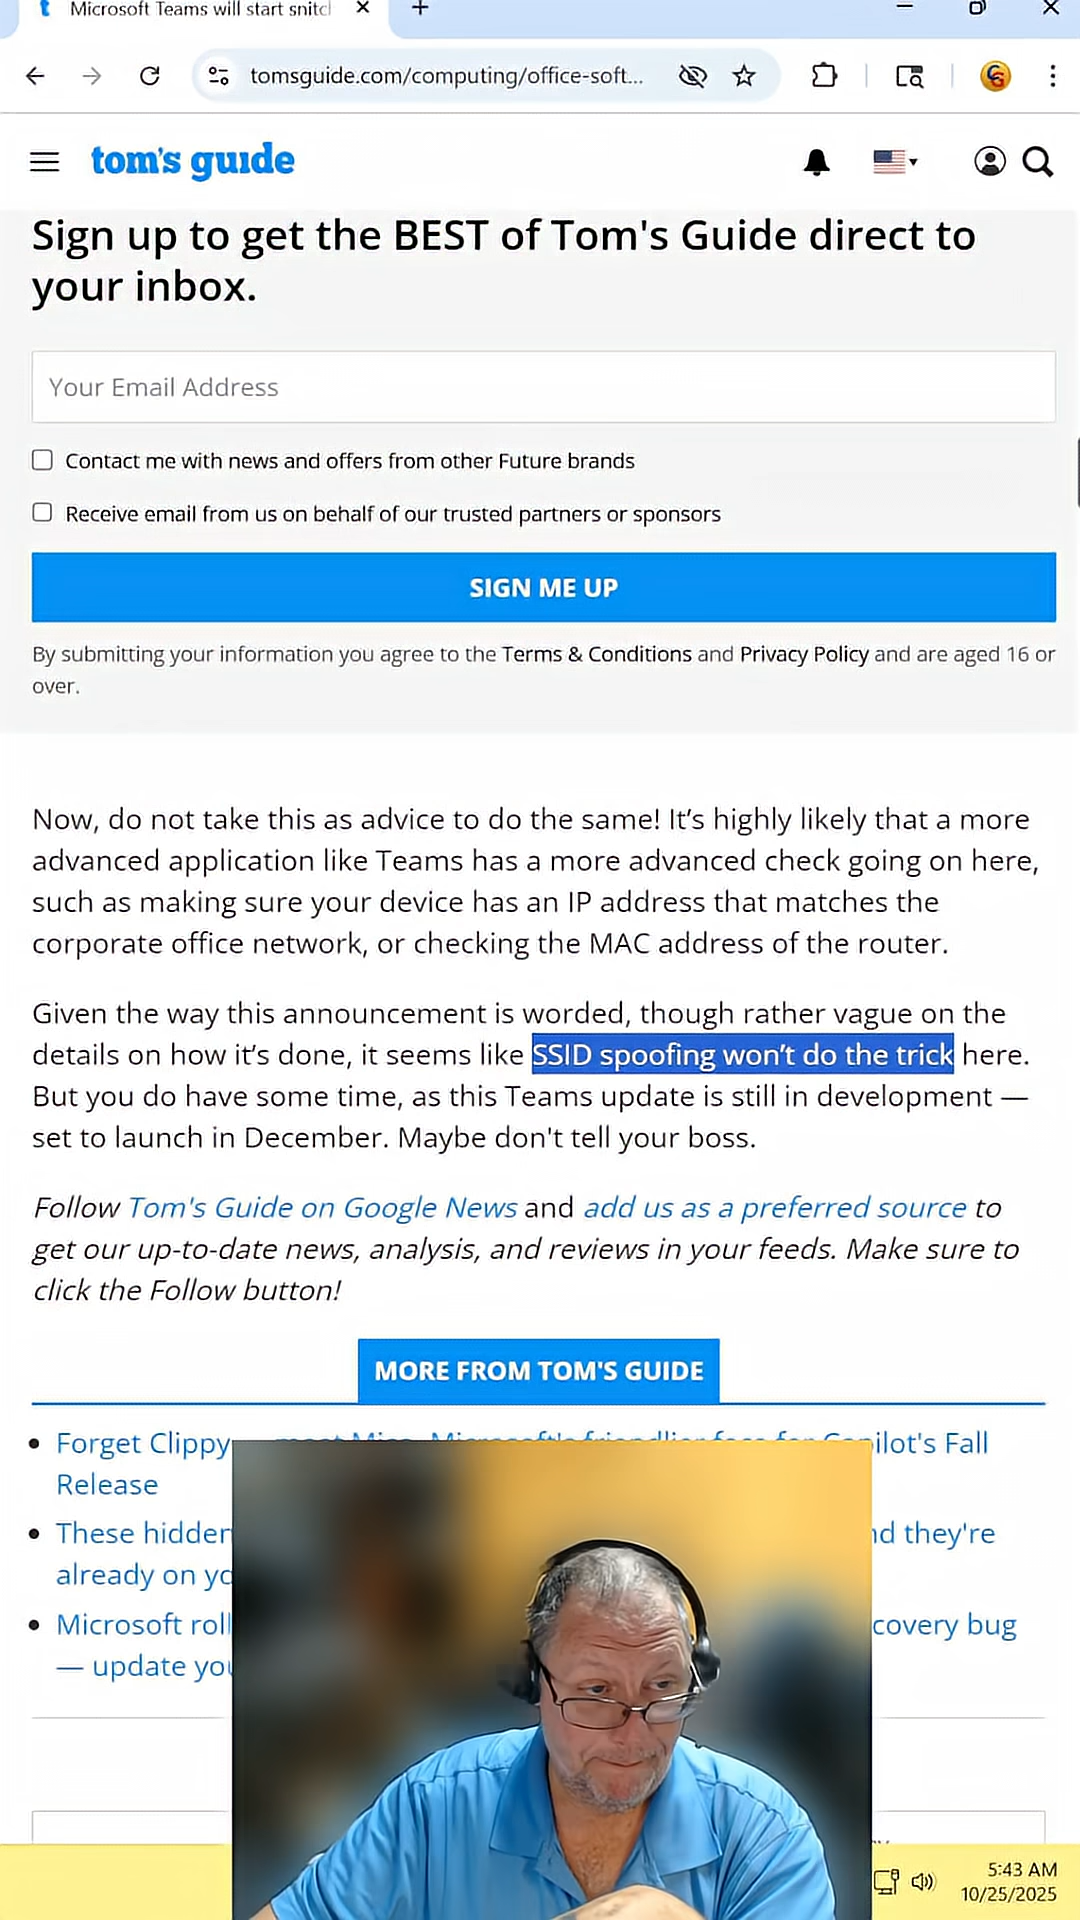 Microsoft Teams will start snitc
tomsguide.com/computing/office-soft...
tom's guide
Sign up to get the BEST of Tom's Guide direct to
your inbox.
Your Email Address
Contact me with news and offers from other Future brands
Receive email from us on behalf of our trusted partners or sponsors
SIGN ME UP
By submitting your information you agree to the Terms & Conditions and Privacy Policy and are aged 16 or
over.
Now, do not take this as advice to do the same! It's highly likely that a more
advanced application like Teams has a more advanced check going on here,
such as making sure your device has an IP address that matches the
corporate office network, or checking the MAC address of the router.
Given the way this announcement is worded, though rather vague on the
details on how it's done, it seems like SSID spoofing won't do the trick here.
But you do have some time, as this Teams update is still in development —
set to launch in December. Maybe don't tell your boss.
Follow Tom's Guide on Google News and add us as a preferred source to
get our up-to-date news, analysis, and reviews in your feeds. Make sure to
click the Follow button!
MORE FROM TOM'S GUIDE
Forget Clippy Microsoft's friendlier face for Copilot's Fall
Release
These hidden nd they're
already on yo
Microsoft roll covery bug
— update you
5:43 AM
10/25/2025